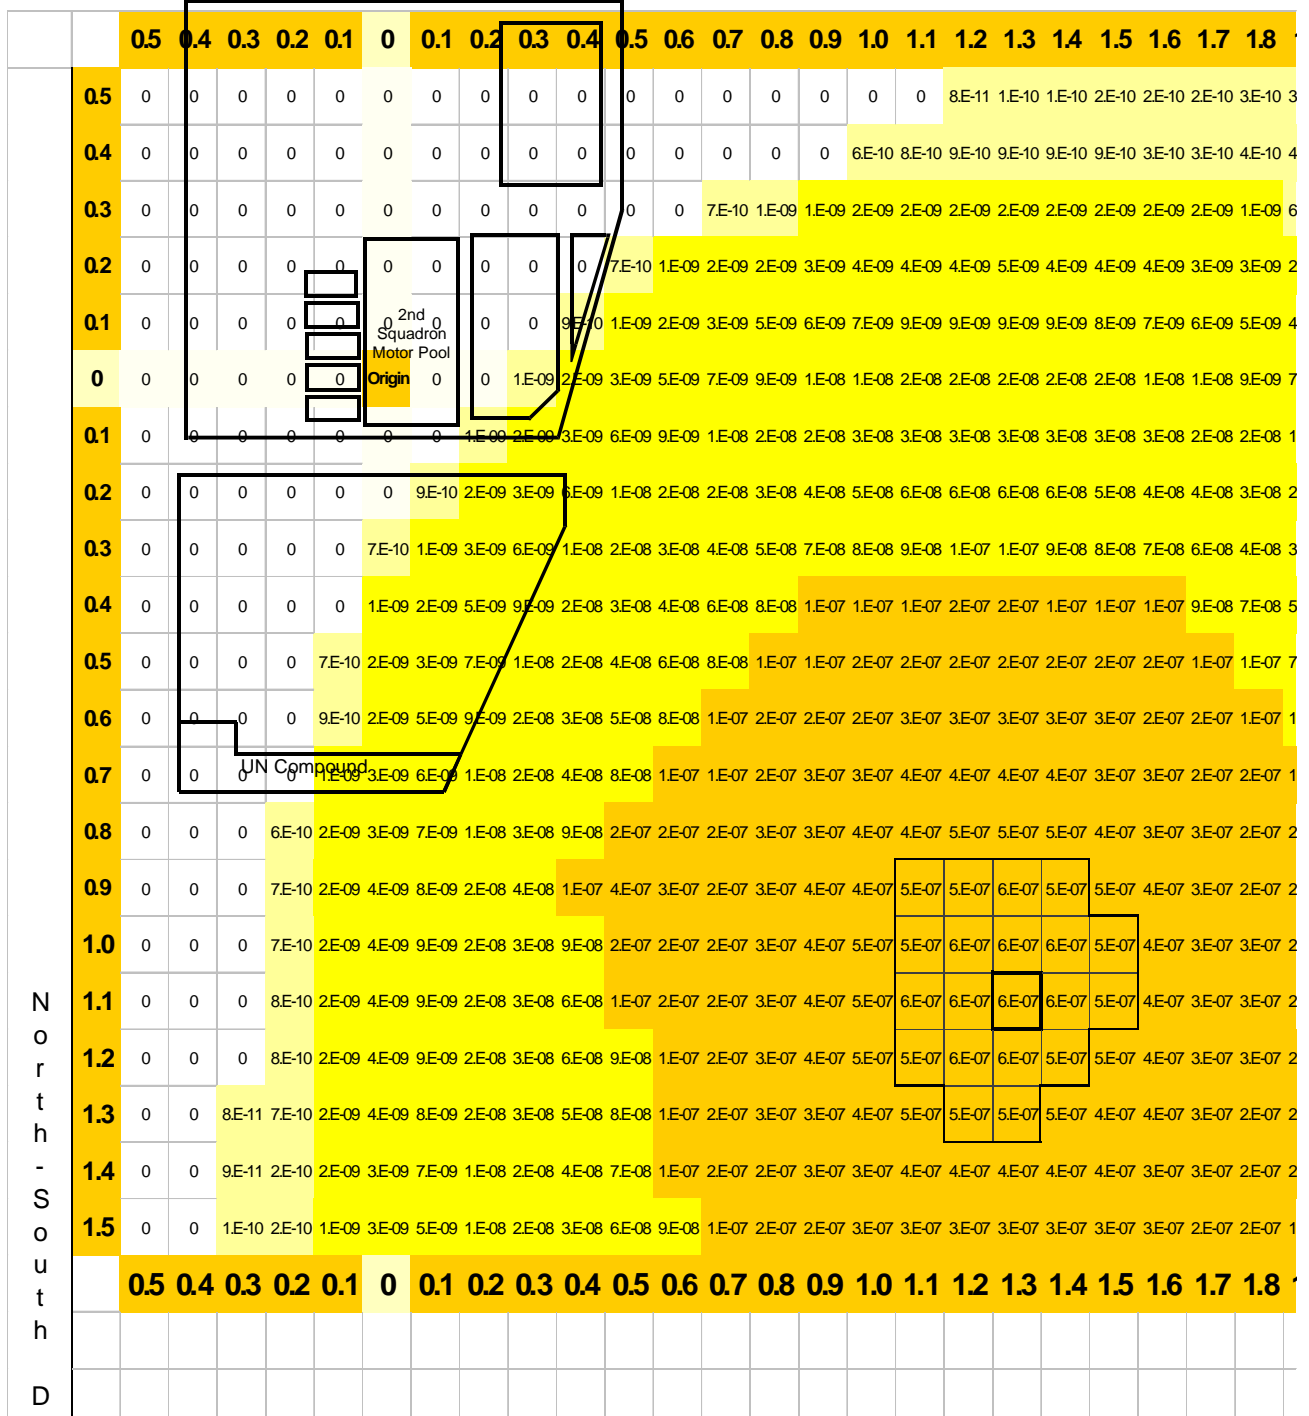 0.5 0.4 0.3 0.2 0.1 0 0.1 0.2 0.3 0.4 0.5 0.6 0.7 0.8 0.9 1.0 1.1 1.2 1.3 1.4 1.5 1.6 1.7 1.8
0.5 0 0 0 0 0 0 0 0 0 0 0 0 0 0 0 0 0 8.E-11 1.E-10 1.E-10 2.E-10 2.E-10 2.E-10 3.E-10 3
0.4 0 0 0 0 0 0 0 0 0 0 0 0 0 0 0 6.E-10 8.E-10 9.E-10 9.E-10 9.E-10 9.E-10 3.E-10 3.E-10 4.E-10 4
0.3 0 0 0 0 0 0 0 0 0 0 0 0 7.E-10 1.E-09 1.E-09 2.E-09 2.E-09 2.E-09 2.E-09 2.E-09 2.E-09 2.E-09 2.E-09 1.E-09 6
0.2 0 0 0 0 0 0 0 0 0 0 7.E-10 1.E-09 2.E-09 2.E-09 3.E-09 4.E-09 4.E-09 4.E-09 5.E-09 4.E-09 4.E-09 4.E-09 3.E-09 3.E-09 2
0.1 0 0 0 0 0 0 0 0 0 9.E-10 1.E-09 2.E-09 3.E-09 5.E-09 6.E-09 7.E-09 9.E-09 9.E-09 9.E-09 9.E-09 8.E-09 7.E-09 6.E-09 5.E-09 4
2nd
Squadron
Motor Pool
0 0 0 0 0 0 Origin 0 0 1.E-09 2.E-09 3.E-09 5.E-09 7.E-09 9.E-09 1.E-08 1.E-08 2.E-08 2.E-08 2.E-08 2.E-08 2.E-08 1.E-08 1.E-08 9.E-09 7
0.1 0 0 0 0 0 0 0 1.E-09 2.E-09 3.E-09 6.E-09 9.E-09 1.E-08 2.E-08 2.E-08 3.E-08 3.E-08 3.E-08 3.E-08 3.E-08 3.E-08 3.E-08 2.E-08 2.E-08 1
0.2 0 0 0 0 0 0 9.E-10 2.E-09 3.E-09 6.E-09 1.E-08 2.E-08 2.E-08 3.E-08 4.E-08 5.E-08 6.E-08 6.E-08 6.E-08 6.E-08 5.E-08 4.E-08 4.E-08 3.E-08 2
0.3 0 0 0 0 0 7.E-10 1.E-09 3.E-09 6.E-09 1.E-08 2.E-08 3.E-08 4.E-08 5.E-08 7.E-08 8.E-08 9.E-08 1.E-07 1.E-07 9.E-08 8.E-08 7.E-08 6.E-08 4.E-08 3
0.4 0 0 0 0 0 1.E-09 2.E-09 5.E-09 9.E-09 2.E-08 3.E-08 4.E-08 6.E-08 8.E-08 1.E-07 1.E-07 1.E-07 2.E-07 2.E-07 1.E-07 1.E-07 1.E-07 9.E-08 7.E-08 5
0.5 0 0 0 0 7.E-10 2.E-09 3.E-09 7.E-09 1.E-08 2.E-08 4.E-08 6.E-08 8.E-08 1.E-07 1.E-07 2.E-07 2.E-07 2.E-07 2.E-07 2.E-07 2.E-07 2.E-07 1.E-07 1.E-07 7
0.6 0 0 0 0 9.E-10 2.E-09 5.E-09 9.E-09 2.E-08 3.E-08 5.E-08 8.E-08 1.E-07 2.E-07 2.E-07 2.E-07 3.E-07 3.E-07 3.E-07 3.E-07 3.E-07 2.E-07 2.E-07 1.E-07 1
0.7 0 0 0 0 1.E-09 3.E-09 6.E-09 1.E-08 2.E-08 4.E-08 8.E-08 1.E-07 1.E-07 2.E-07 3.E-07 3.E-07 4.E-07 4.E-07 4.E-07 4.E-07 3.E-07 3.E-07 2.E-07 2.E-07 1
UN Compound
0.8 0 0 0 6.E-10 2.E-09 3.E-09 7.E-09 1.E-08 3.E-08 9.E-08 2.E-07 2.E-07 2.E-07 3.E-07 3.E-07 4.E-07 4.E-07 5.E-07 5.E-07 5.E-07 4.E-07 3.E-07 3.E-07 2.E-07 2
0.9 0 0 0 7.E-10 2.E-09 4.E-09 8.E-09 2.E-08 4.E-08 1.E-07 4.E-07 3.E-07 2.E-07 3.E-07 4.E-07 4.E-07 5.E-07 5.E-07 6.E-07 5.E-07 5.E-07 4.E-07 3.E-07 2.E-07 2
1.0 0 0 0 7.E-10 2.E-09 4.E-09 9.E-09 2.E-08 3.E-08 9.E-08 2.E-07 2.E-07 2.E-07 3.E-07 4.E-07 5.E-07 5.E-07 6.E-07 6.E-07 6.E-07 5.E-07 4.E-07 3.E-07 3.E-07 2
1.1 0 0 0 8.E-10 2.E-09 4.E-09 9.E-09 2.E-08 3.E-08 6.E-08 1.E-07 2.E-07 2.E-07 3.E-07 4.E-07 5.E-07 6.E-07 6.E-07 6.E-07 6.E-07 5.E-07 4.E-07 3.E-07 3.E-07 2
1.2 0 0 0 8.E-10 2.E-09 4.E-09 9.E-09 2.E-08 3.E-08 6.E-08 9.E-08 1.E-07 2.E-07 3.E-07 4.E-07 5.E-07 5.E-07 6.E-07 6.E-07 5.E-07 5.E-07 4.E-07 3.E-07 3.E-07 2
1.3 0 0 8.E-11 7.E-10 2.E-09 4.E-09 8.E-09 2.E-08 3.E-08 5.E-08 8.E-08 1.E-07 2.E-07 3.E-07 3.E-07 4.E-07 5.E-07 5.E-07 5.E-07 5.E-07 4.E-07 4.E-07 3.E-07 2.E-07 2
1.4 0 0 9.E-11 2.E-10 2.E-09 3.E-09 7.E-09 1.E-08 2.E-08 4.E-08 7.E-08 1.E-07 2.E-07 2.E-07 3.E-07 3.E-07 4.E-07 4.E-07 4.E-07 4.E-07 4.E-07 3.E-07 3.E-07 2.E-07 2
1.5 0 0 1.E-10 2.E-10 1.E-09 3.E-09 5.E-09 1.E-08 2.E-08 3.E-08 6.E-08 9.E-08 1.E-07 2.E-07 2.E-07 3.E-07 3.E-07 3.E-07 3.E-07 3.E-07 3.E-07 2.E-07 2.E-07 2.E-07 1
0.5 0.4 0.3 0.2 0.1 0 0.1 0.2 0.3 0.4 0.5 0.6 0.7 0.8 0.9 1.0 1.1 1.2 1.3 1.4 1.5 1.6 1.7 1.8
North-South D